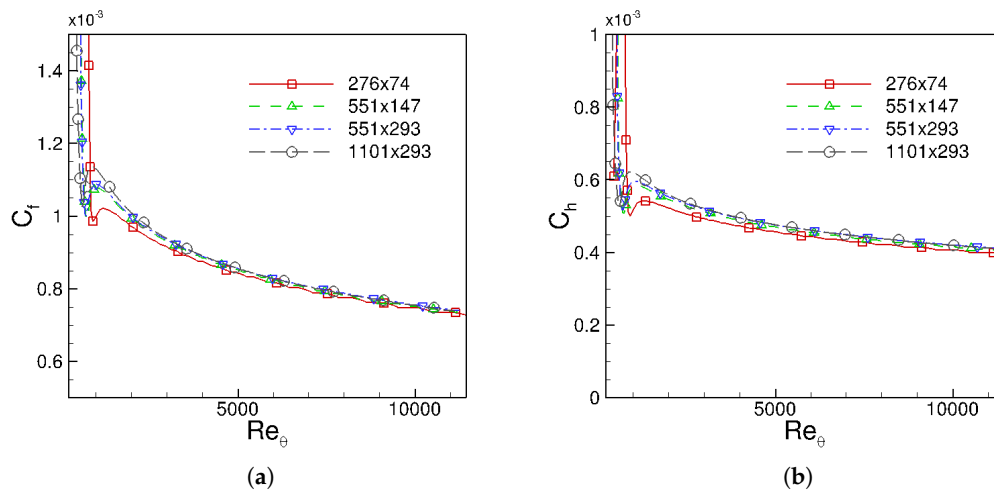 x10⁻³
1.4
1.2
1
0.8
0.6
C_f
5000
10000
Re_θ
276x74
551x147
551x293
1101x293
(a)
x10⁻³
1
0.8
0.6
0.4
0.2
0
C_h
5000
10000
Re_θ
276x74
551x147
551x293
1101x293
(b)